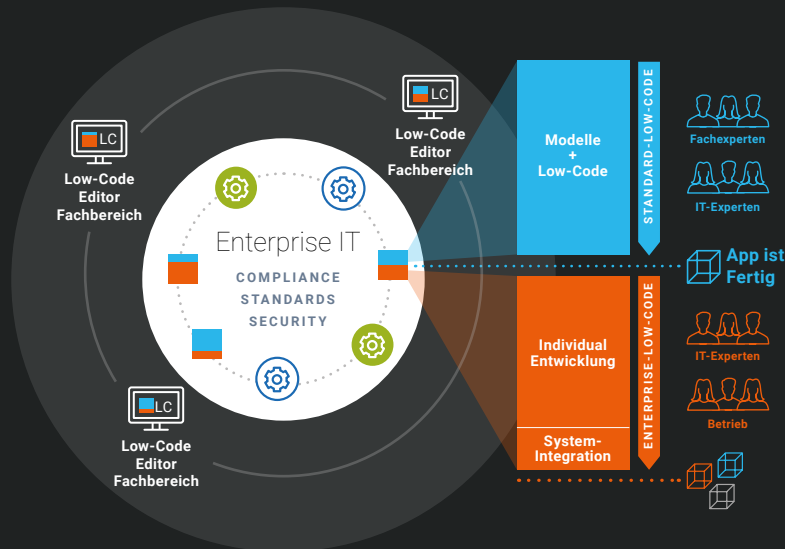 LC
Low-Code
Editor
Fachbereich
LC
Low-Code
Editor
Fachbereich
Enterprise IT
COMPLIANCE
STANDARDS
SECURITY
LC
Low-Code
Editor
Fachbereich
Modelle
+
Low-Code
STANDARD-LOW-CODE
Fachexperten
IT-Experten
App ist
Fertig
Individual
Entwicklung
System-
Integration
ENTERPRISE-LOW-CODE
IT-Experten
Betrieb